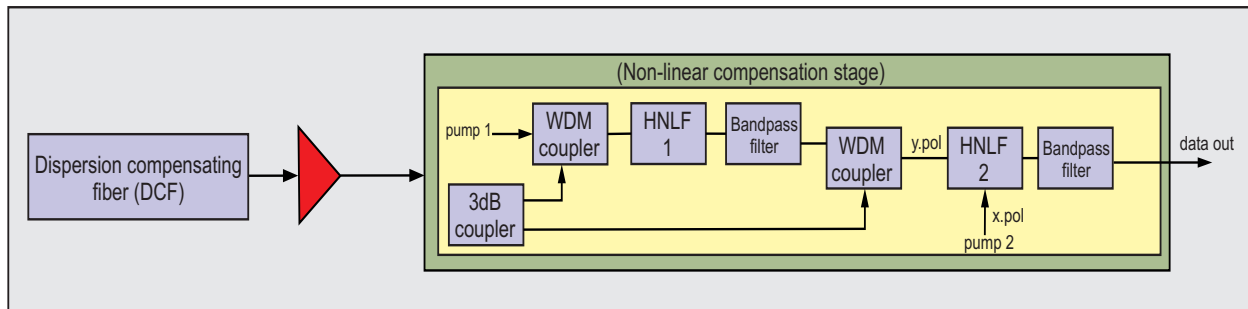 (Non-linear compensation stage)
Dispersion compensating
fiber (DCF)
pump 1
WDM
coupler
HNLF
1
Bandpass
filter
WDM
coupler
y.pol
HNLF
2
Bandpass
filter
data out
3dB
coupler
x.pol
pump 2